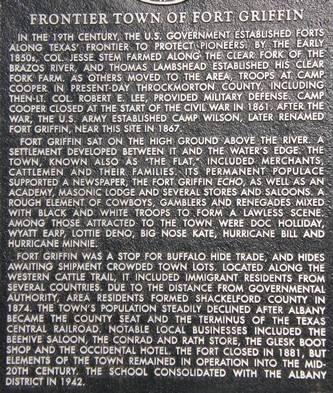 FRONTIER TOWN OF FORT GRIFFIN
IN THE 19TH CENTURY, THE U.S. GOVERNMENT ESTABLISHED FORTS
ALONG TEXAS' FRONTIER TO PROTECT PIONEERS. BY THE EARLY
1850s, COL. JESSE STEM FARMED ALONG THE CLEAR FORK OF THE
BRAZOS RIVER, AND THOMAS LAMBSHEAD ESTABLISHED HIS CLEAR
FORK FARM. AS OTHERS MOVED TO THE AREA, TROOPS AT CAMP
COOPER IN PRESENT-DAY THROCKMORTON COUNTY, INCLUDING
THEN-LT. COL. ROBERT E. LEE, PROVIDED MILITARY DEFENSE. CAMP
COOPER CLOSED AT THE START OF THE CIVIL WAR IN 1861. AFTER THE
WAR, THE U.S. ARMY ESTABLISHED CAMP WILSON, LATER RENAMED
FORT GRIFFIN, NEAR THIS SITE IN 1867.
FORT GRIFFIN SAT ON THE HIGH GROUND ABOVE THE RIVER. A
SETTLEMENT DEVELOPED BETWEEN IT AND THE WATER'S EDGE. THE
TOWN, KNOWN ALSO AS "THE FLAT," INCLUDED MERCHANTS,
CATTLEMEN AND THEIR FAMILIES. ITS PERMANENT POPULACE
SUPPORTED A NEWSPAPER, THE FORT GRIFFIN ECHO, AS WELL AS AN
ACADEMY, MASONIC LODGE AND SEVERAL STORES AND SALOONS. A
ROUGH ELEMENT OF COWBOYS, GAMBLERS AND RENEGADES MIXED
WITH BLACK AND WHITE TROOPS TO FORM A LAWLESS SCENE.
AMONG THOSE ATTRACTED TO THE TOWN WERE DOC HOLLIDAY,
WYATT EARP, LOTTIE DENO, BIG NOSE KATE, HURRICANE BILL AND
HURRICANE MINNIE.
FORT GRIFFIN WAS A STOP FOR BUFFALO HIDE TRADE, AND HIDES
AWAITING SHIPMENT CROWDED TOWN LOTS. LOCATED ALONG THE
WESTERN CATTLE TRAIL, IT INCLUDED IMMIGRANT RESIDENTS FROM
SEVERAL COUNTRIES. DUE TO THE DISTANCE FROM GOVERNMENTAL
AUTHORITY, AREA RESIDENTS FORMED SHACKELFORD COUNTY IN
1874. THE TOWN'S POPULATION STEADILY DECLINED AFTER ALBANY
BECAME THE COUNTY SEAT AND THE TERMINUS OF THE TEXAS
CENTRAL RAILROAD. NOTABLE LOCAL BUSINESSES INCLUDED THE
BEEHIVE SALOON, THE CONRAD AND RATH STORE, THE GLESK BOOT
SHOP AND THE OCCIDENTAL HOTEL. THE FORT CLOSED IN 1881, BUT
ELEMENTS OF THE TOWN REMAINED IN OPERATION INTO THE MID-
20TH CENTURY. THE SCHOOL CONSOLIDATED WITH THE ALBANY
DISTRICT IN 1942.